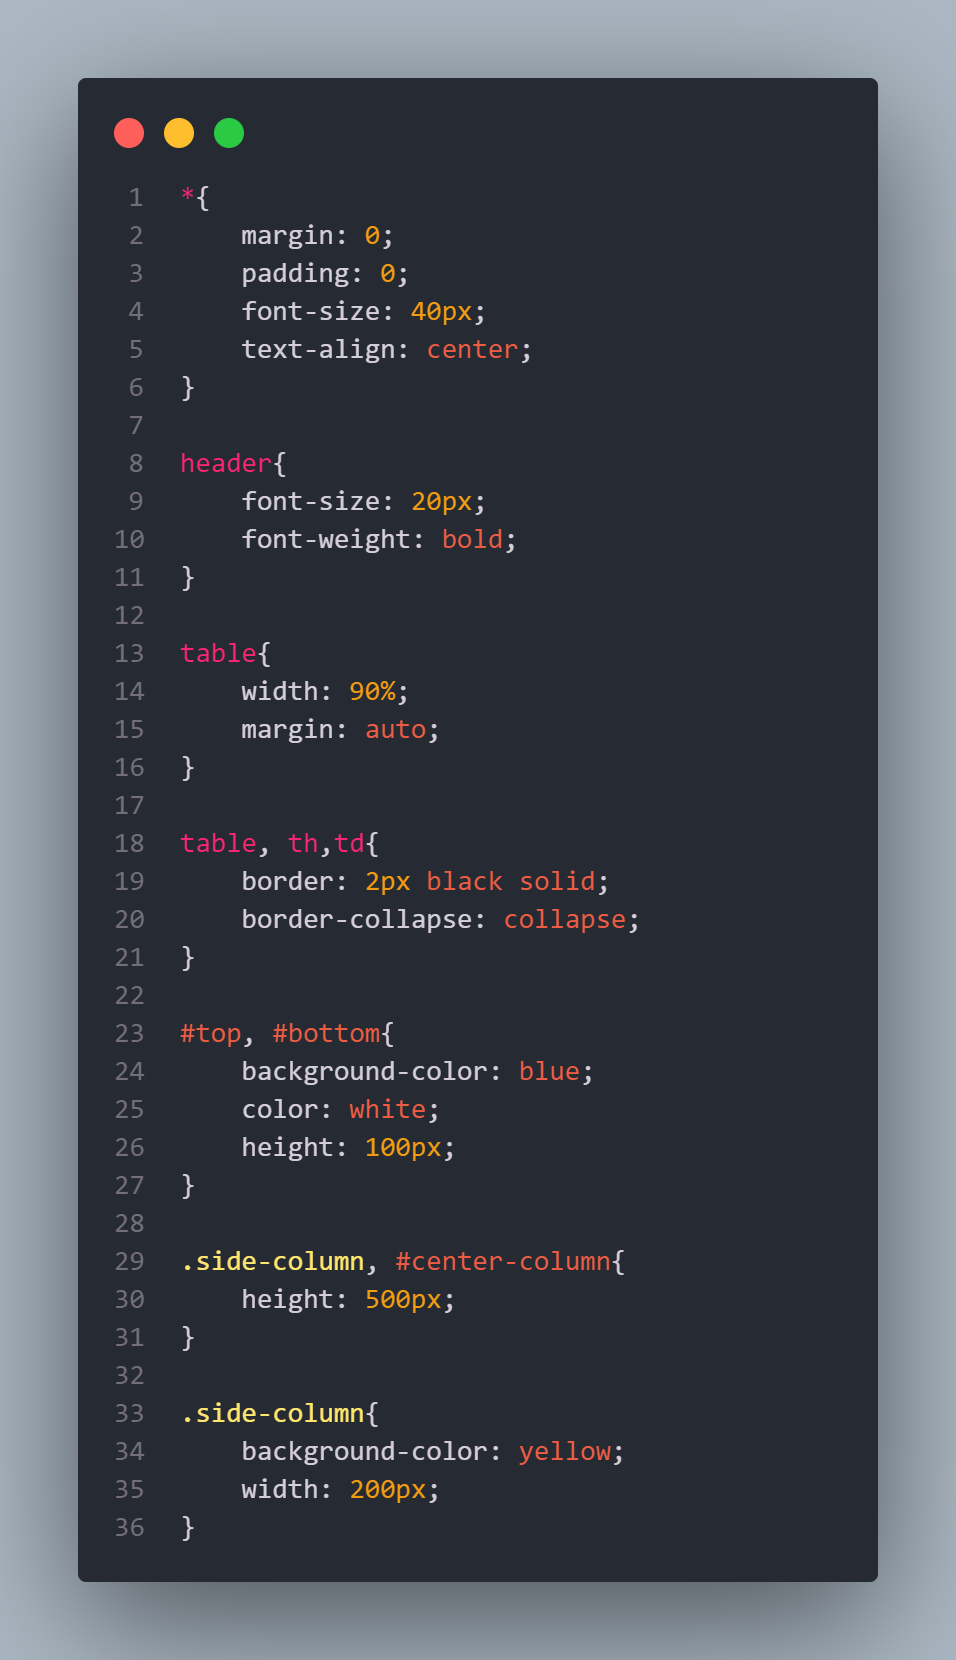 1 *{
2     margin: 0;
3     padding: 0;
4     font-size: 40px;
5     text-align: center;
6 }
7
8 header{
9     font-size: 20px;
10     font-weight: bold;
11 }
12
13 table{
14     width: 90%;
15     margin: auto;
16 }
17
18 table, th,td{
19     border: 2px black solid;
20     border-collapse: collapse;
21 }
22
23 #top, #bottom{
24     background-color: blue;
25     color: white;
26     height: 100px;
27 }
28
29 .side-column, #center-column{
30     height: 500px;
31 }
32
33 .side-column{
34     background-color: yellow;
35     width: 200px;
36 }